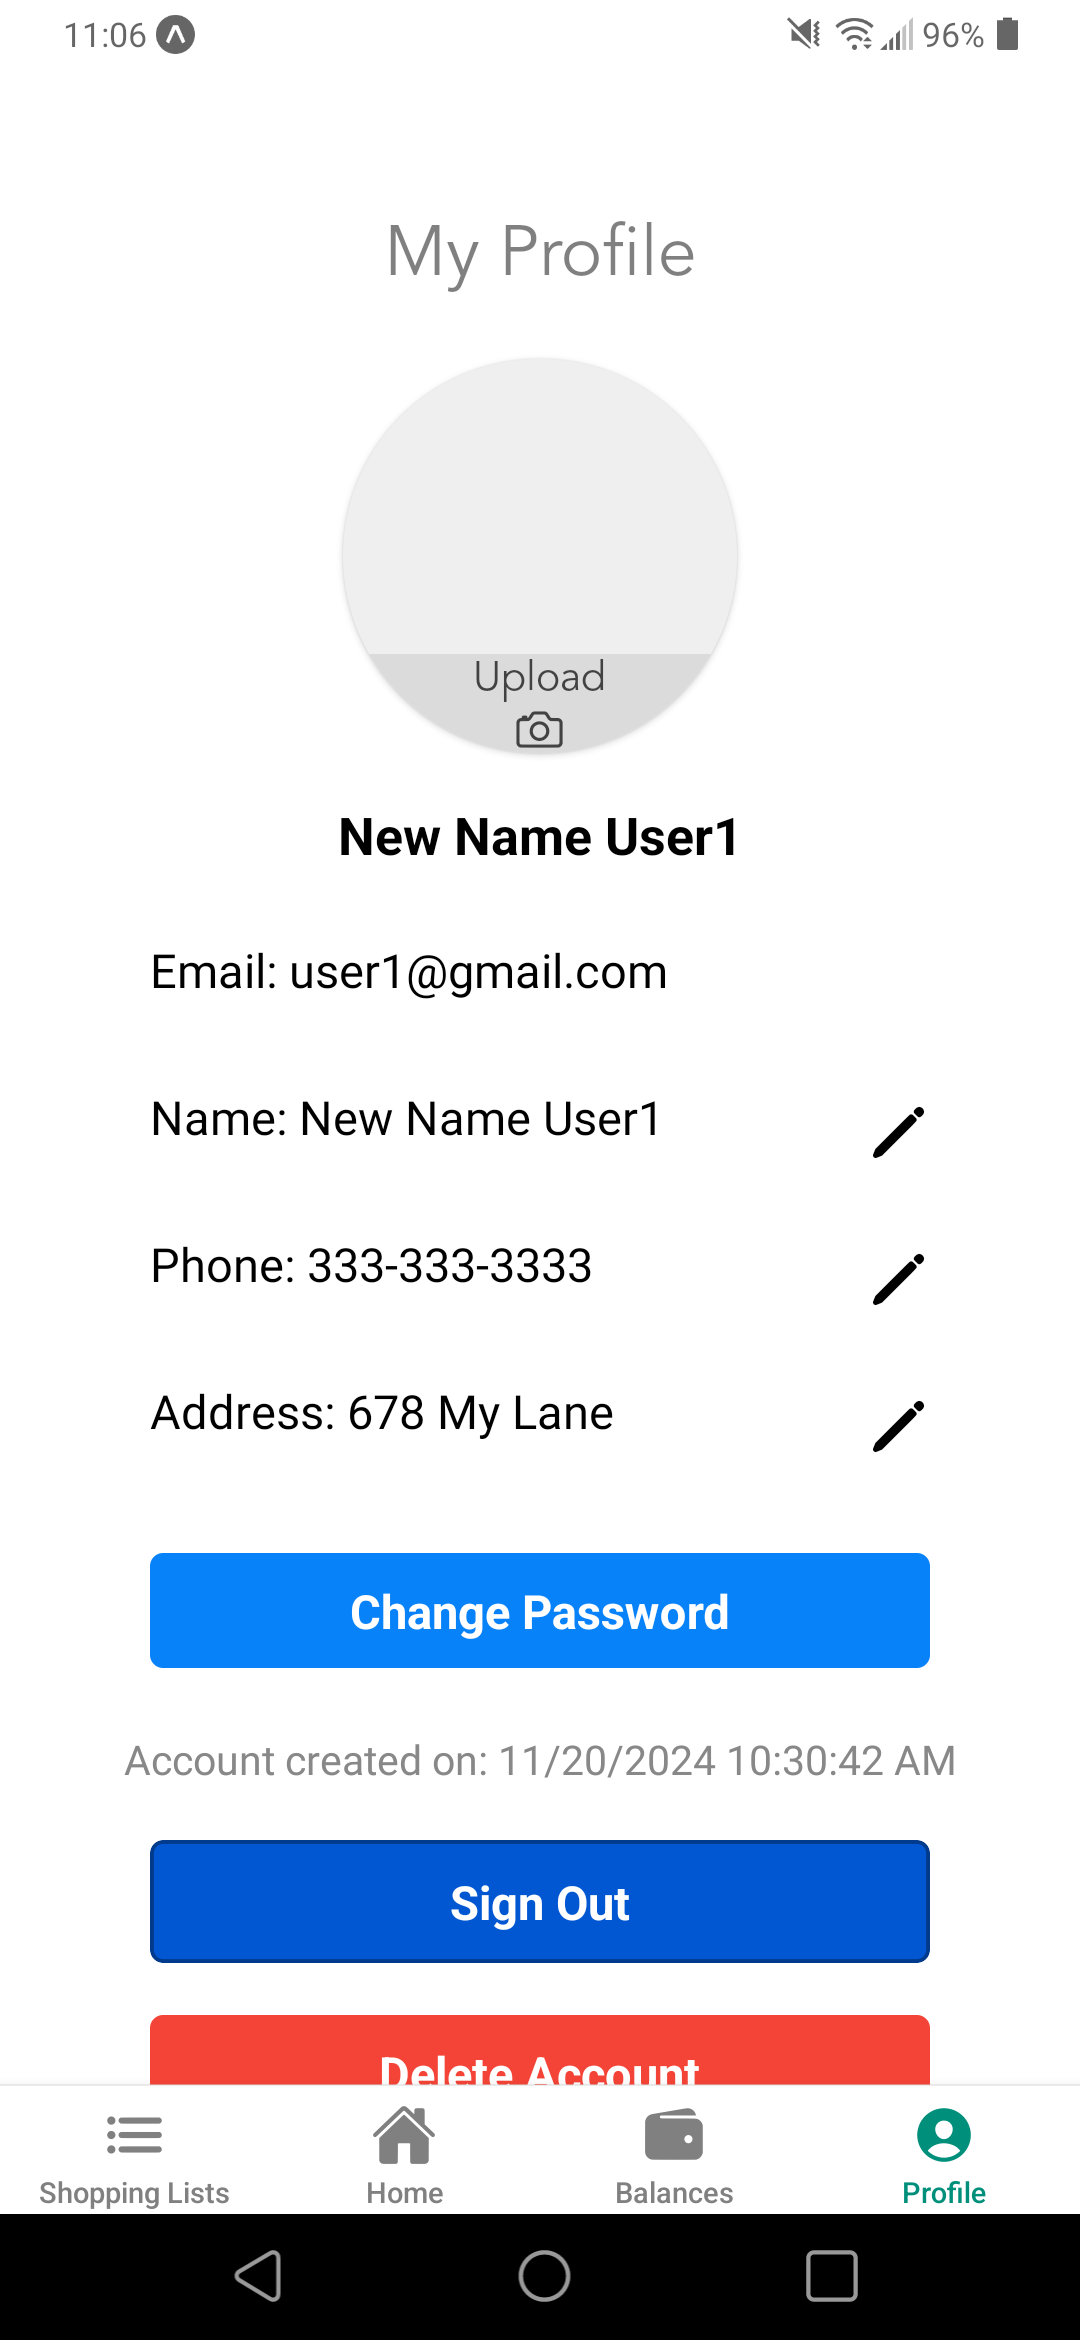 11:06
96%
My Profile
Upload
New Name User1
Email: user1@gmail.com
Name: New Name User1
Phone: 333-333-3333
Address: 678 My Lane
Change Password
Account created on: 11/20/2024 10:30:42 AM
Sign Out
Delete Account
Shopping Lists
Home
Balances
Profile